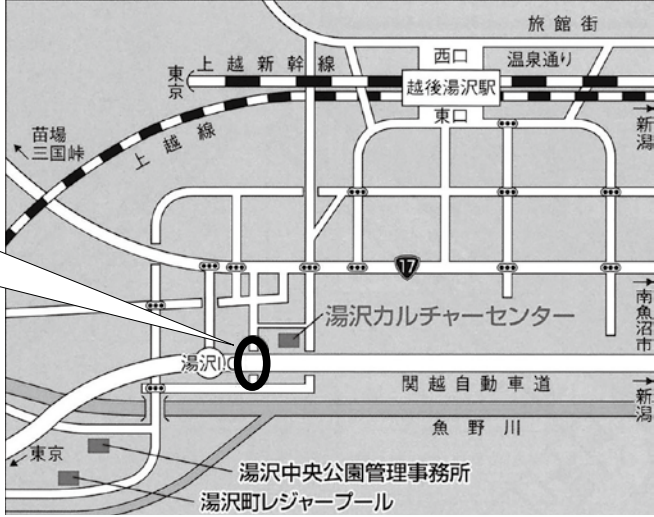 旅館街
西口
温泉通り
上越新幹線
東京
越後湯沢駅
東口
新潟
苗場
三国峠
上越線
17
南魚沼市
湯沢カルチャーセンター
湯沢I.C
関越自動車道
新潟
魚野川
東京
湯沢中央公園管理事務所
湯沢町レジャープール